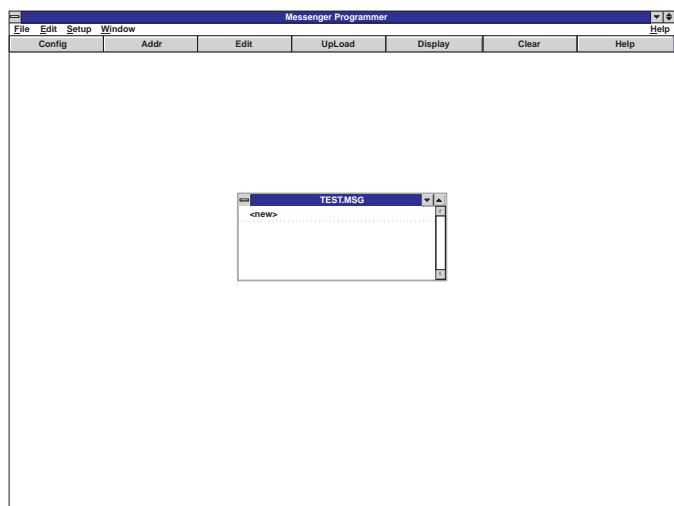 Messenger Programmer
File Edit Setup Window Help
Config Addr Edit UpLoad Display Clear Help
TEST.MSG
<new>